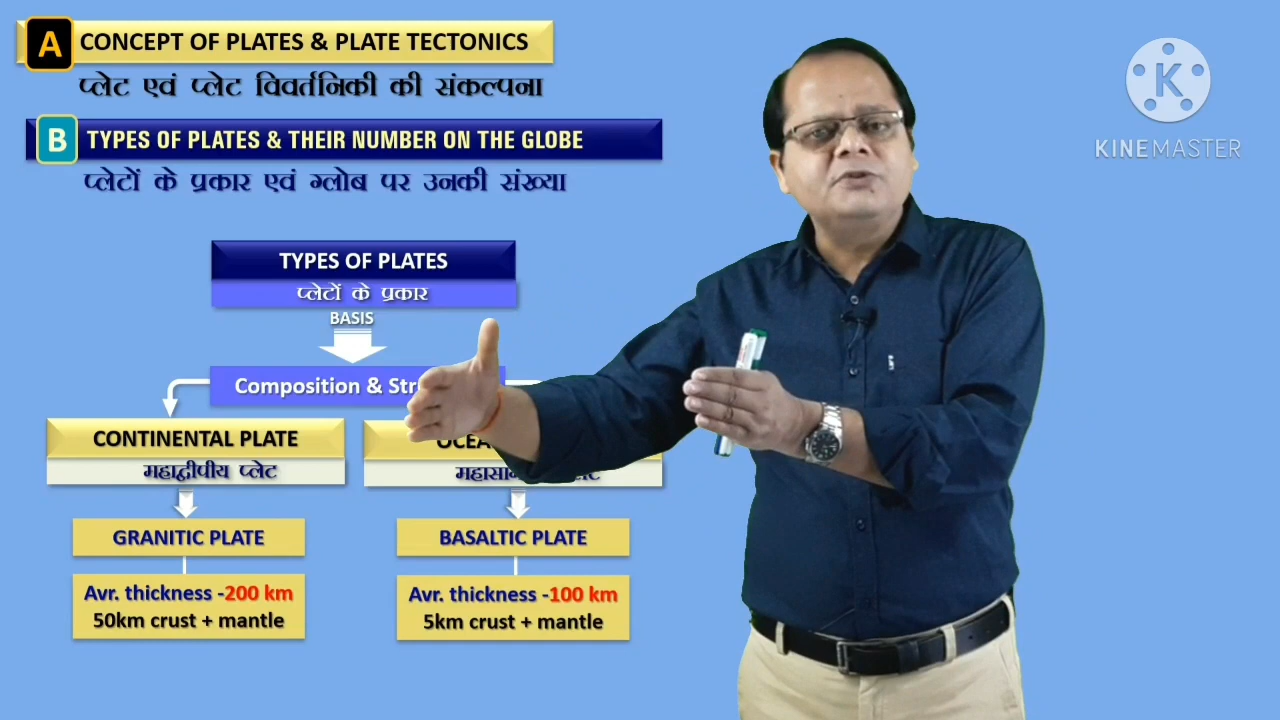 A CONCEPT OF PLATES & PLATE TECTONICS
प्लेट एवं प्लेट विवर्तनिकी की संकल्पना
B TYPES OF PLATES & THEIR NUMBER ON THE GLOBE
प्लेटों के प्रकार एवं ग्लोब पर उनकी संख्या
TYPES OF PLATES
प्लेटों के प्रकार
BASIS
Composition &
CONTINENTAL PLATE
महाद्वीपीय प्लेट
GRANITIC PLATE
Avr. thickness -200 km
50km crust + mantle
BASALTIC PLATE
Avr. thickness -100 km
5km crust + mantle
K
KINEMASTER